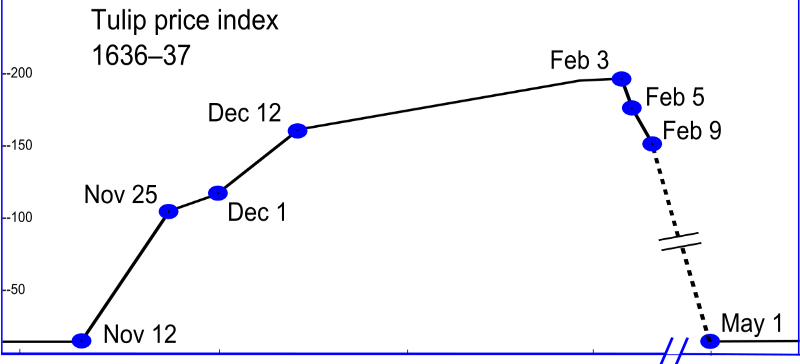 Tulip price index
1636–37
Feb 3
--200
Feb 5
Dec 12
Feb 9
--150
Nov 25
Dec 1
--100
--50
May 1
Nov 12